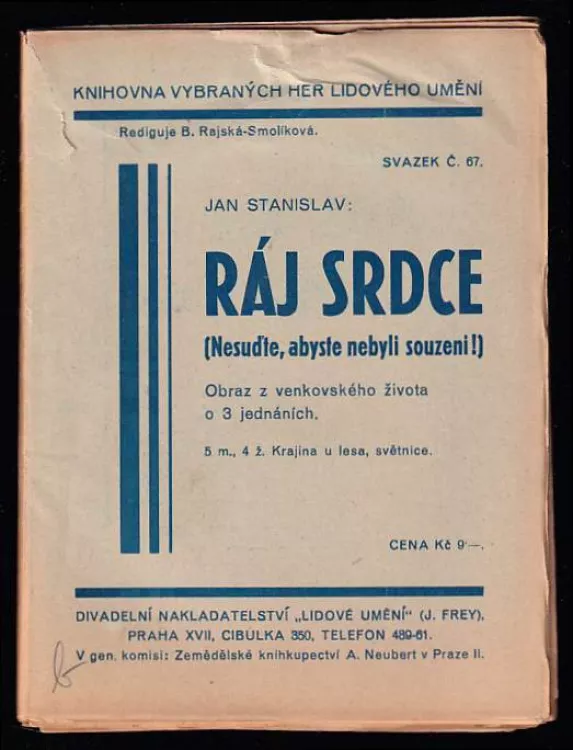 KNIHOVNA VYBRANÝCH HER LIDOVÉHO UMĚNÍ
Rediguje B. Rajská-Smolíková.
SVAZEK Č. 67.
JAN STANISLAV:
RÁJ SRDCE
(Nesuďte, abyste nebyli souzeni!)
Obraz z venkovského života
o 3 jednáních.
5 m., 4 ž. Krajina u lesa, světnice.
CENA Kč 9·—.
DIVADELNÍ NAKLADATELSTVÍ „LIDOVÉ UMĚNÍ" (J. FREY),
PRAHA XVII, CIBULKA 350, TELEFON 489-61.
V gen. komisi: Zemědělské knihkupectví A. Neubert v Praze II.